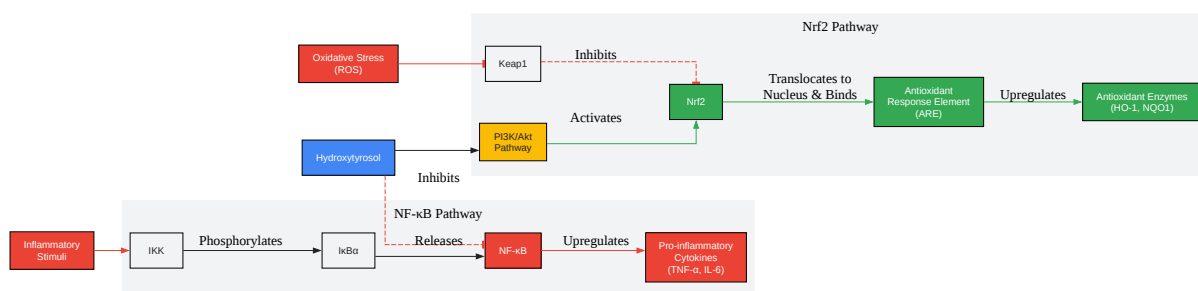 Nrf2 Pathway
Oxidative Stress
(ROS)
Keap1
Inhibits
Nrf2
Translocates to
Nucleus & Binds
Antioxidant
Response Element
(ARE)
Upregulates
Antioxidant Enzymes
(HO-1, NQO1)
Activates
PI3K/Akt
Pathway
Hydroxytyrosol
Inhibits
NF-κB Pathway
Inflammatory
Stimuli
IKK
Phosphorylates
IκBα
Releases
NF-κB
Upregulates
Pro-inflammatory
Cytokines
(TNF-α, IL-6)